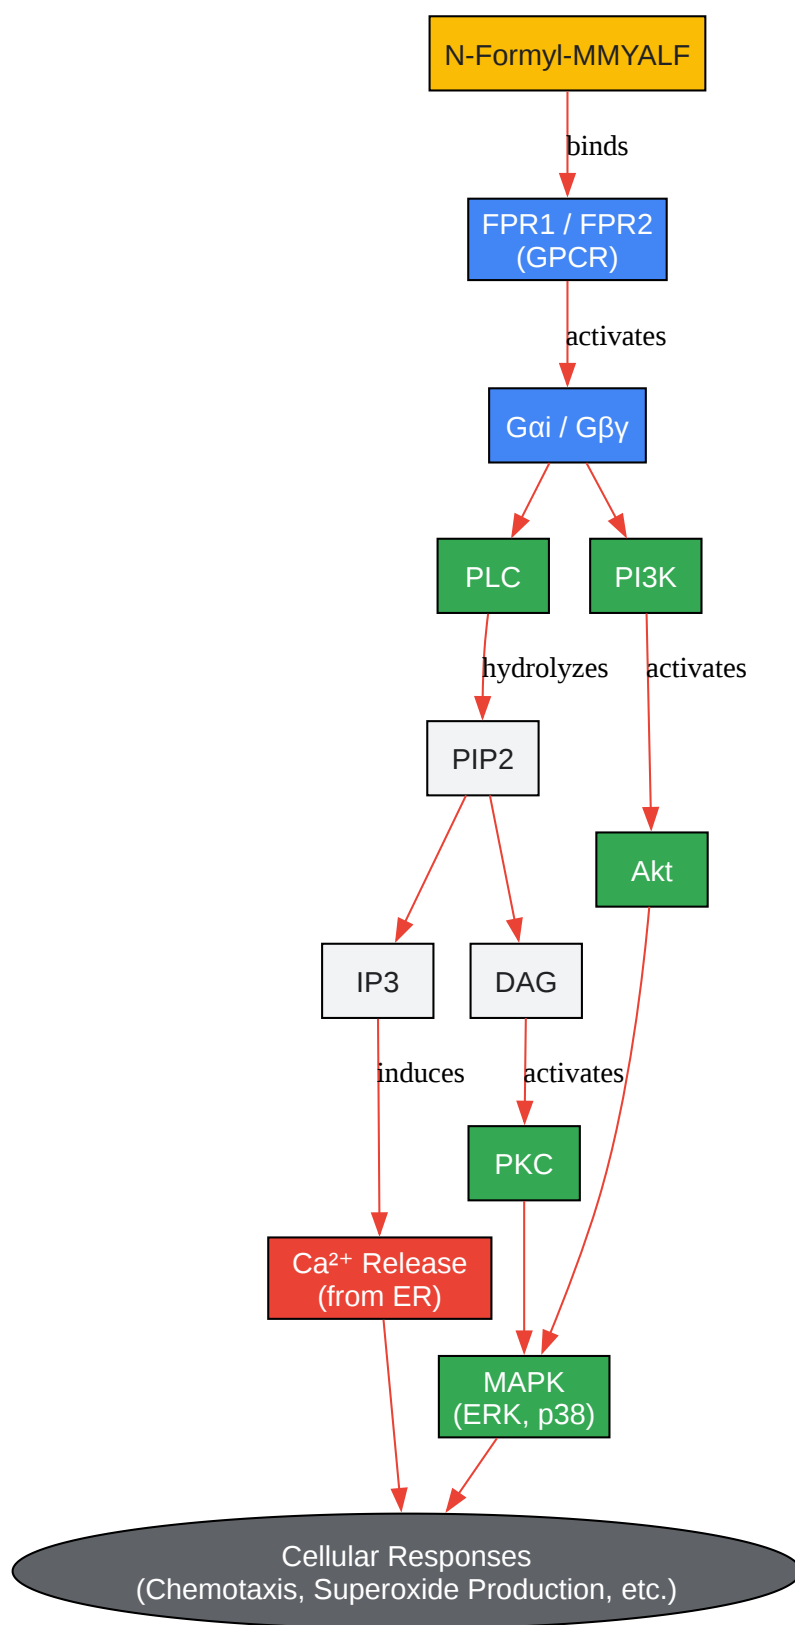 N-Formyl-MMYALF
binds
FPR1 / FPR2
(GPCR)
activates
Gαi / Gβγ
PLC
PI3K
hydrolyzes
activates
PIP2
Akt
IP3
DAG
induces
activates
PKC
Ca²⁺ Release
(from ER)
MAPK
(ERK, p38)
Cellular Responses
(Chemotaxis, Superoxide Production, etc.)